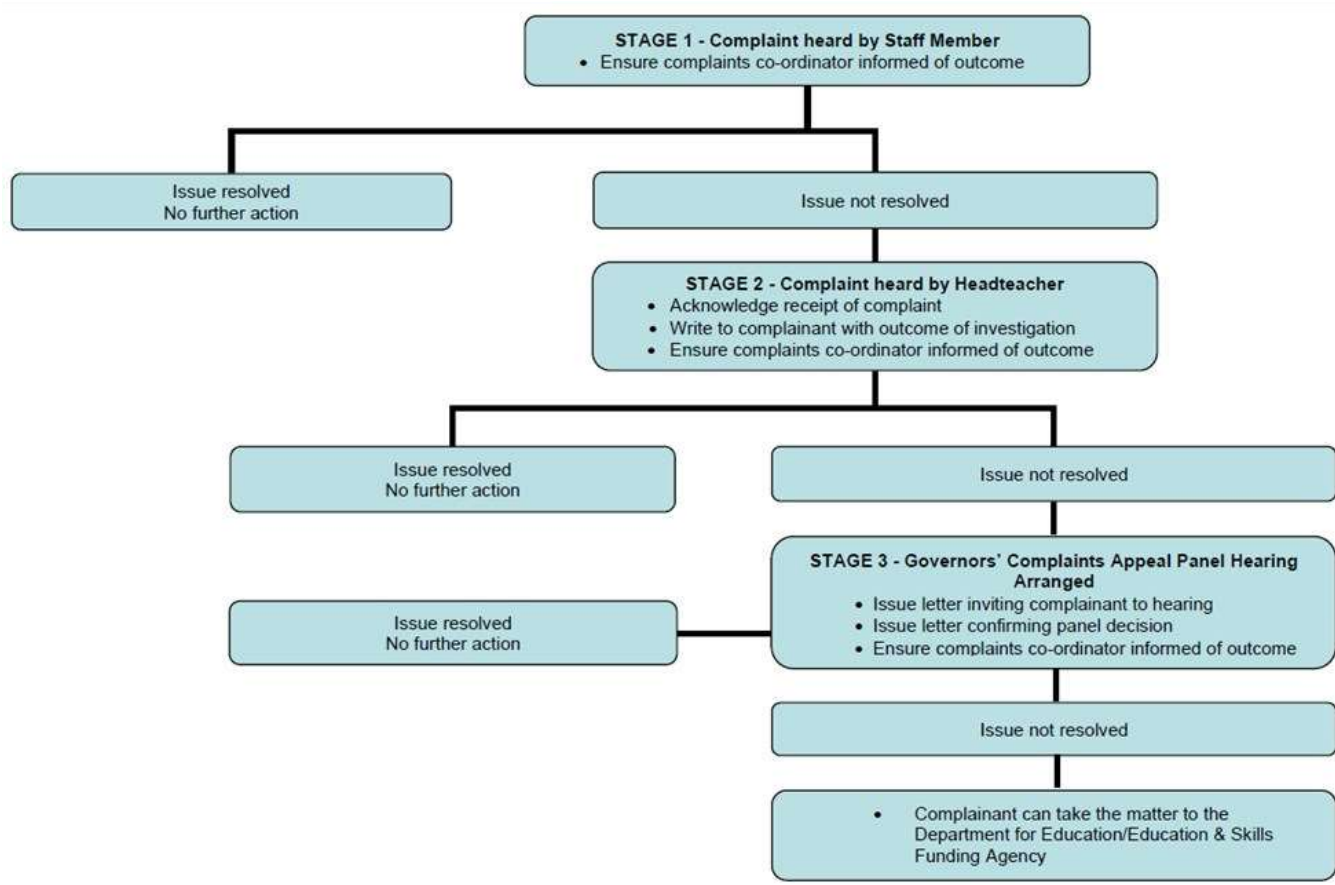 STAGE 1 - Complaint heard by Staff Member
• Ensure complaints co-ordinator informed of outcome
Issue resolved
No further action
Issue not resolved
STAGE 2 - Complaint heard by Headteacher
• Acknowledge receipt of complaint
• Write to complainant with outcome of investigation
• Ensure complaints co-ordinator informed of outcome
Issue resolved
No further action
Issue not resolved
STAGE 3 - Governors' Complaints Appeal Panel Hearing
Arranged
• Issue letter inviting complainant to hearing
• Issue letter confirming panel decision
• Ensure complaints co-ordinator informed of outcome
Issue resolved
No further action
Issue not resolved
• Complainant can take the matter to the
Department for Education/Education & Skills
Funding Agency